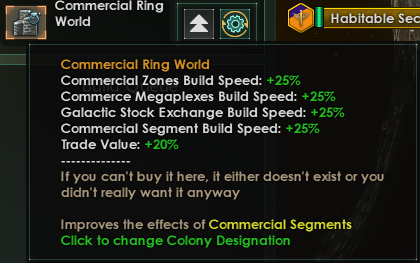 Commercial Ring
World
Habitable Sec
Commercial Ring World
Commercial Zones Build Speed: +25%
Commerce Megaplexes Build Speed: +25%
Galactic Stock Exchange Build Speed: +25%
Commercial Segment Build Speed: +25%
Trade Value: +20%
--------------
If you can't buy it here, it either doesn't exist or you
didn't really want it anyway
Improves the effects of Commercial Segments
Click to change Colony Designation